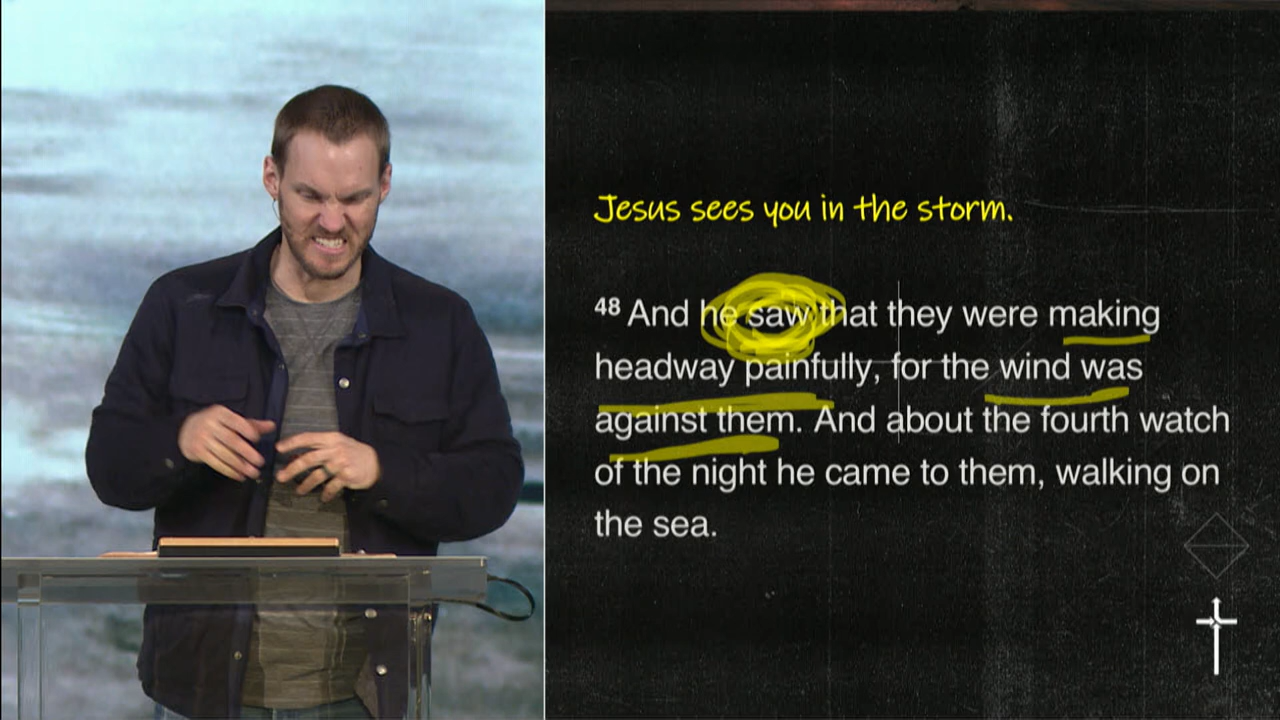 Jesus sees you in the storm.
48 And he saw that they were making
headway painfully, for the wind was
against them. And about the fourth watch
of the night he came to them, walking on
the sea.